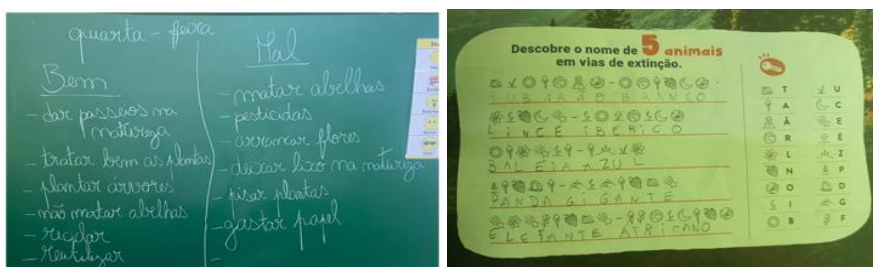 quarta-feira
Bem
- dar passeios na
natureza
- tratar bem as plantas
- plantar árvores
- não matar abelhas
- reciclar
- reutilizar
Mal
- matar abelhas
- pesticidas
- arrancar flores
- deixar lixo na natureza
- pisar plantas
- gastar papel
-
Descobre o nome de 5 animais
em vias de extinção.
BRANCO
LINCE IBERICO
BALEIA AZUL
PANDA GIGANTE
ELEFANTE AFRICANO
T U
A C
Ã E
R É
L Z
N P
O D
I G
B F